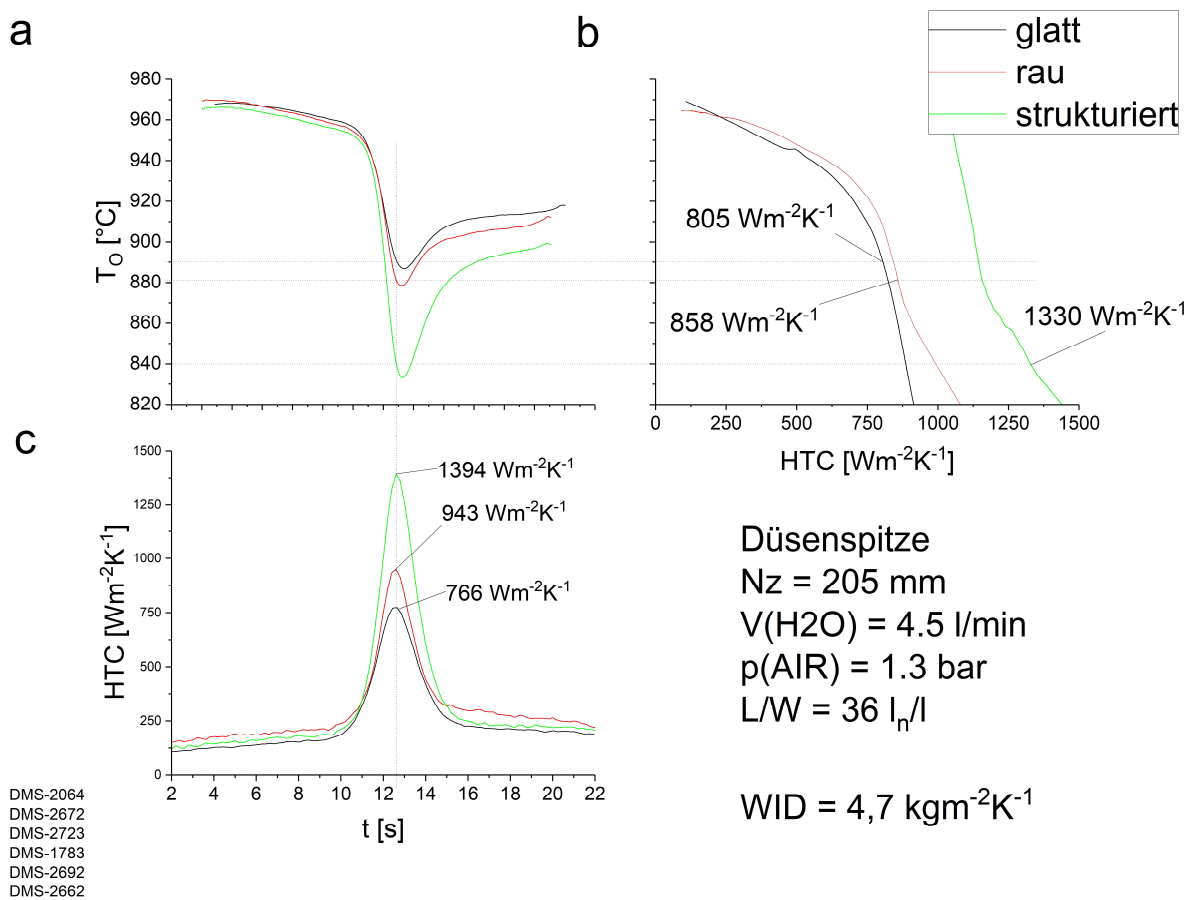 a
b
glatt
rau
strukturiert
980
960
940
920
900
880
860
840
820
T_O [°C]
805 Wm⁻²K⁻¹
858 Wm⁻²K⁻¹
1330 Wm⁻²K⁻¹
0 250 500 750 1000 1250 1500
HTC [Wm⁻²K⁻¹]
c
1500
1250
1000
750
500
250
0
HTC [Wm⁻²K⁻¹]
1394 Wm⁻²K⁻¹
943 Wm⁻²K⁻¹
766 Wm⁻²K⁻¹
2 4 6 8 10 12 14 16 18 20 22
t [s]
Düsenspitze
Nz = 205 mm
V(H2O) = 4.5 l/min
p(AIR) = 1.3 bar
L/W = 36 lₙ/l
WID = 4,7 kgm⁻²K⁻¹
DMS-2064
DMS-2672
DMS-2723
DMS-1783
DMS-2692
DMS-2662